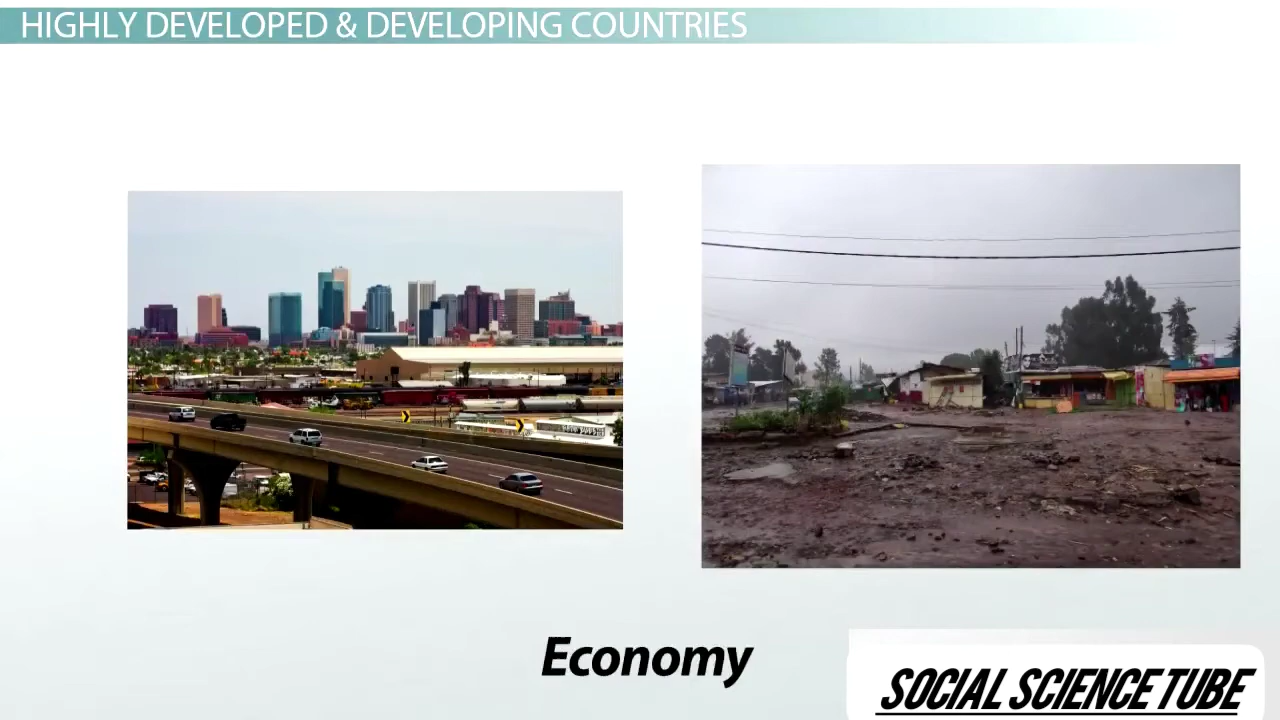 HIGHLY DEVELOPED & DEVELOPING COUNTRIES
Economy
SOCIAL SCIENCE TUBE